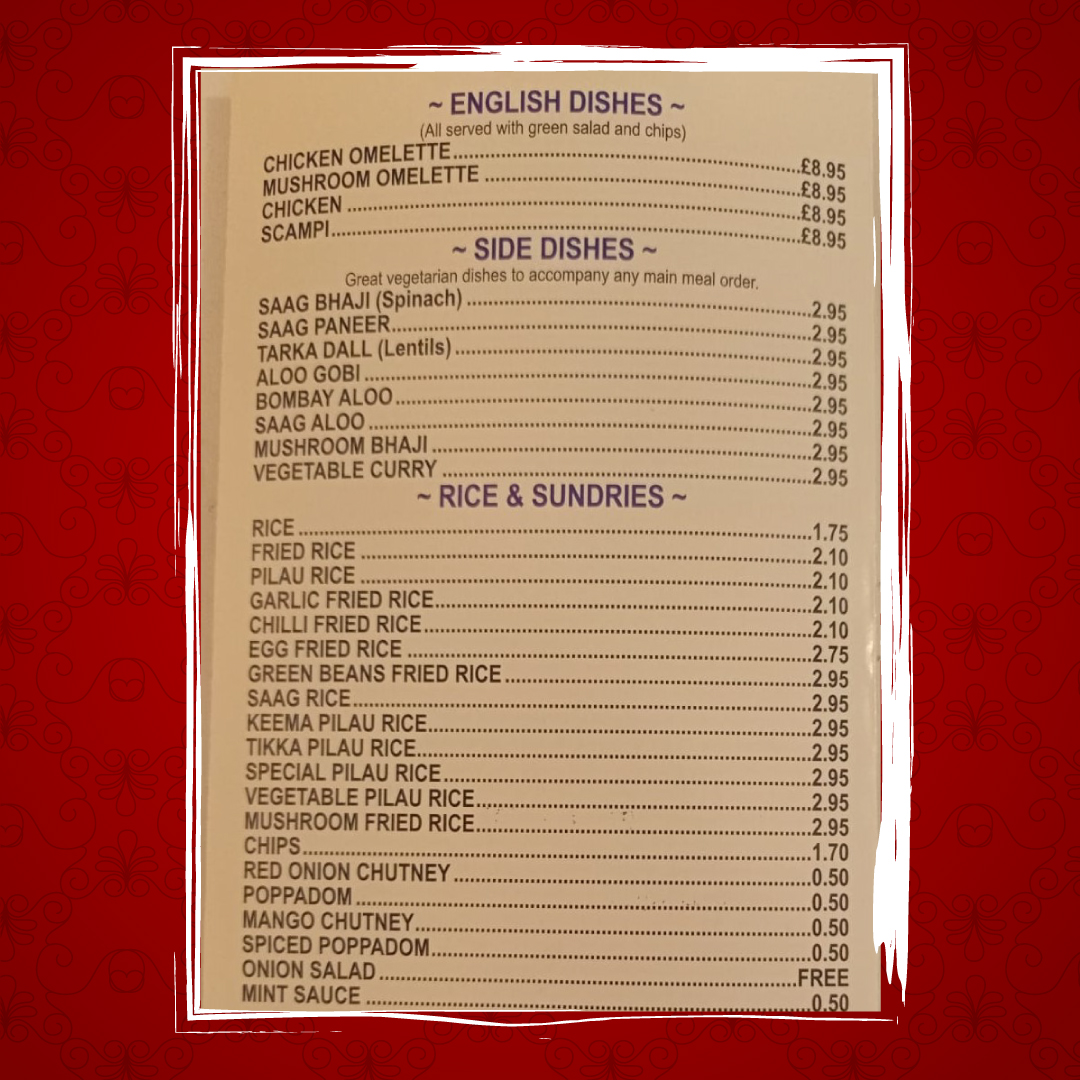 ~ ENGLISH DISHES ~
(All served with green salad and chips)
CHICKEN OMELETTE........................................£8.95
MUSHROOM OMELETTE ........................................£8.95
CHICKEN ........................................£8.95
SCAMPI........................................£8.95
~ SIDE DISHES ~
Great vegetarian dishes to accompany any main meal order.
SAAG BHAJI (Spinach) ........................................2.95
SAAG PANEER........................................2.95
TARKA DALL (Lentils) ........................................2.95
ALOO GOBI ........................................2.95
BOMBAY ALOO ........................................2.95
SAAG ALOO ........................................2.95
MUSHROOM BHAJI ........................................2.95
VEGETABLE CURRY ........................................2.95
~ RICE & SUNDRIES ~
RICE ........................................1.75
FRIED RICE ........................................2.10
PILAU RICE ........................................2.10
GARLIC FRIED RICE........................................2.10
CHILLI FRIED RICE........................................2.10
EGG FRIED RICE ........................................2.75
GREEN BEANS FRIED RICE ........................................2.95
SAAG RICE........................................2.95
KEEMA PILAU RICE........................................2.95
TIKKA PILAU RICE........................................2.95
SPECIAL PILAU RICE........................................2.95
VEGETABLE PILAU RICE........................................2.95
MUSHROOM FRIED RICE........................................2.95
CHIPS........................................1.70
RED ONION CHUTNEY ........................................0.50
POPPADOM ........................................0.50
MANGO CHUTNEY........................................0.50
SPICED POPPADOM........................................0.50
ONION SALAD ........................................FREE
MINT SAUCE ........................................0.50